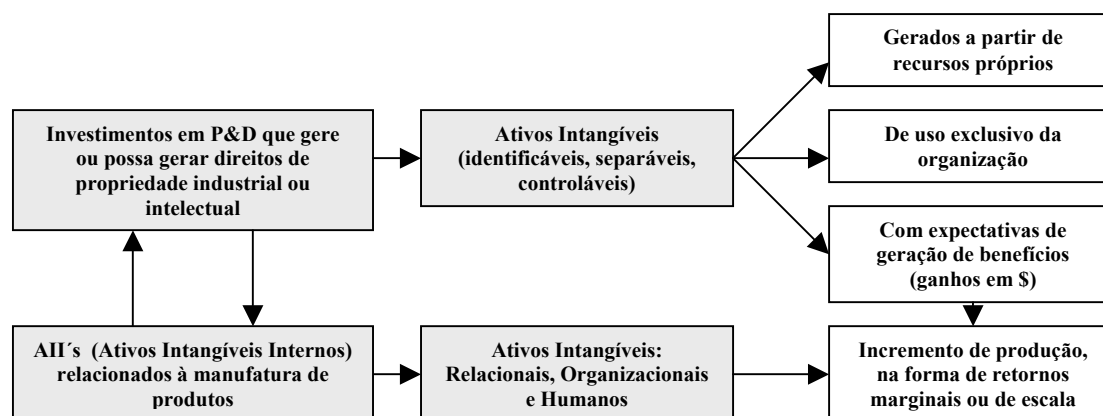 Gerados a partir de
recursos próprios
Investimentos em P&D que gere
ou possa gerar direitos de
propriedade industrial ou
intelectual
Ativos Intangíveis
(identificáveis, separáveis,
controláveis)
De uso exclusivo da
organização
Com expectativas de
geração de benefícios
(ganhos em $)
AII´s (Ativos Intangíveis Internos)
relacionados à manufatura de
produtos
Ativos Intangíveis:
Relacionais, Organizacionais
e Humanos
Incremento de produção,
na forma de retornos
marginais ou de escala